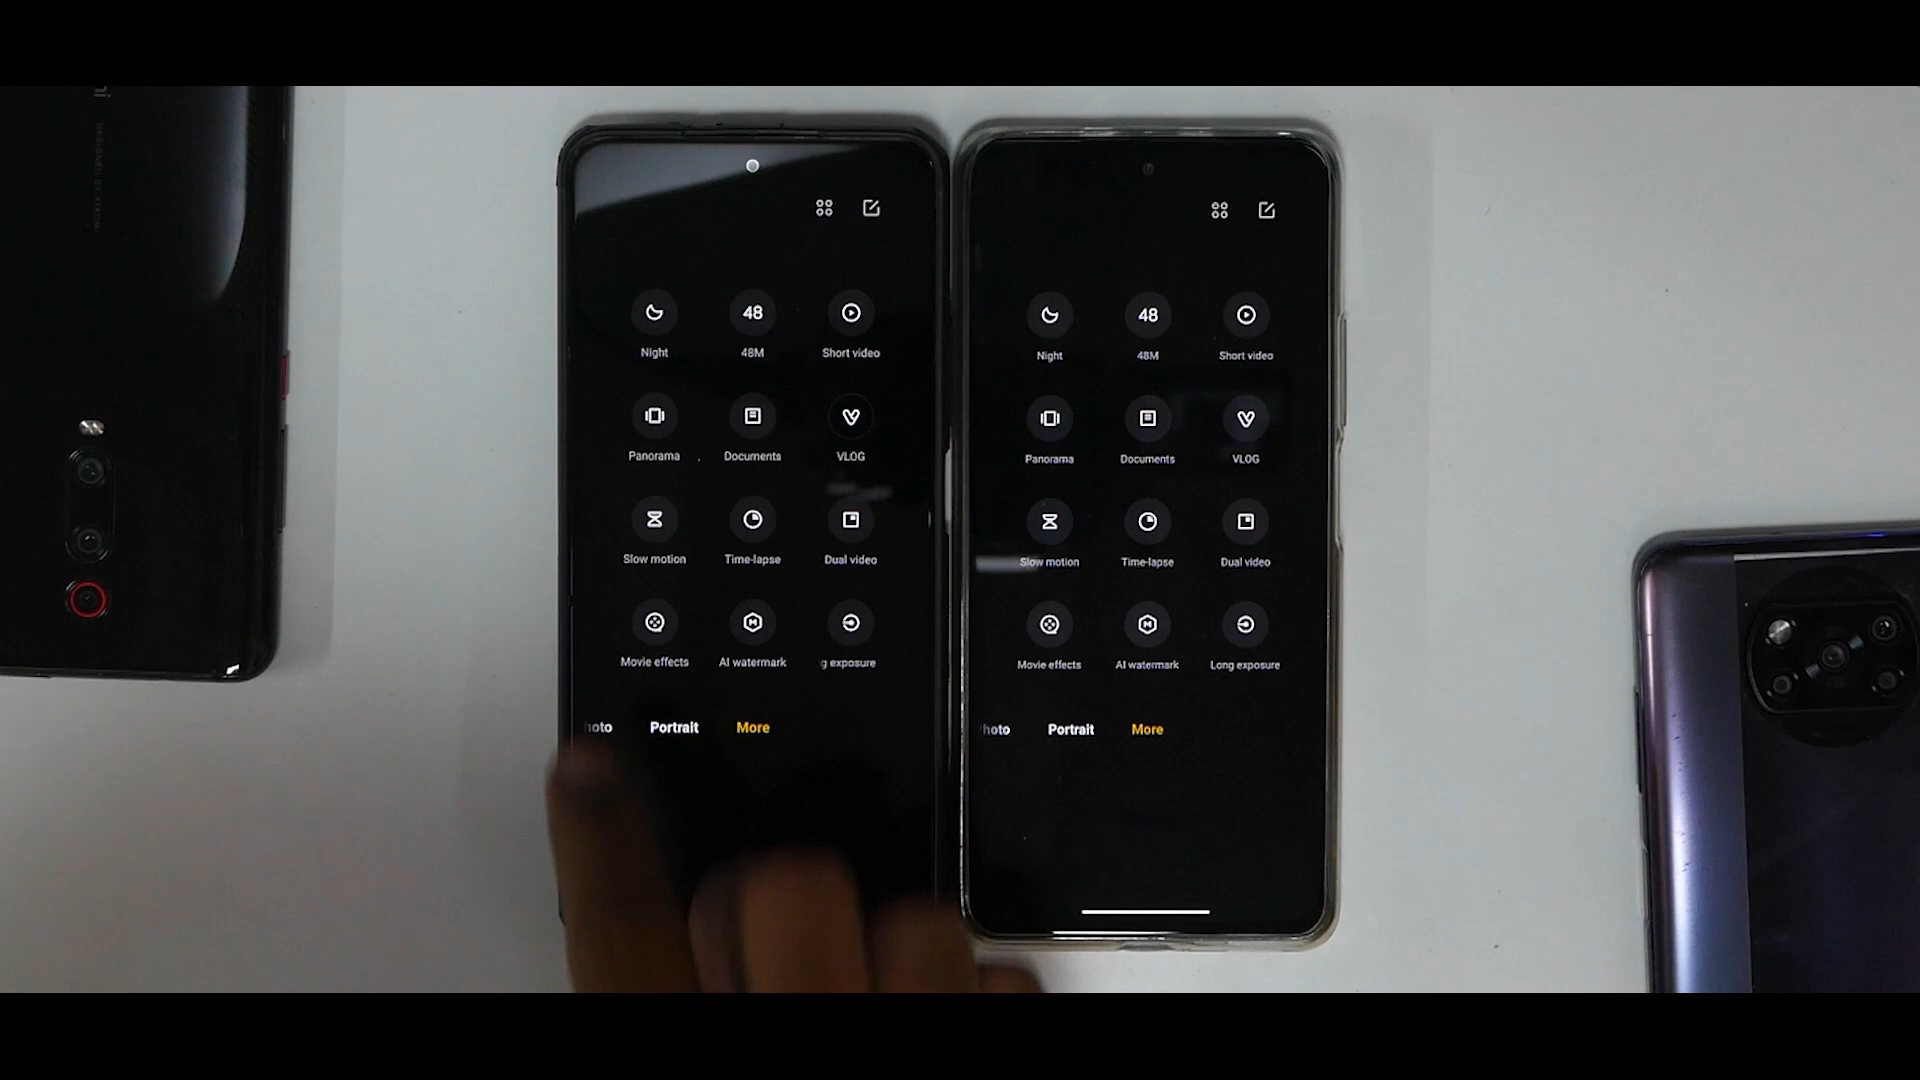 Night 48 48M Short video
Panorama Documents VLOG
Slow motion Time-lapse Dual video
Movie effects AI watermark g exposure
hoto Portrait More
Night 48 48M Short video
Panorama Documents VLOG
Slow motion Time-lapse Dual video
Movie effects AI watermark Long exposure
hoto Portrait More